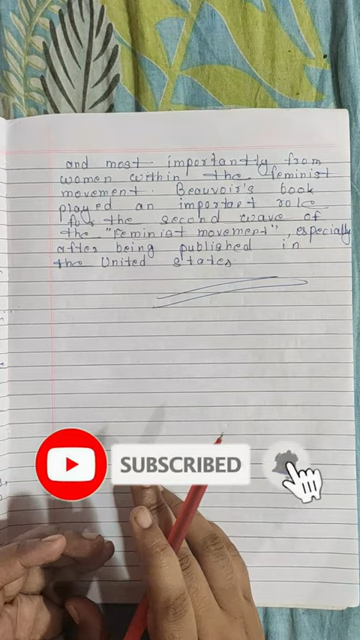 and most importantly from
women within the feminist
movement. Beauvoir's book
played an important role
for the second wave of
the "Feminist movement", especially
after being published in
the United states
SUBSCRIBED